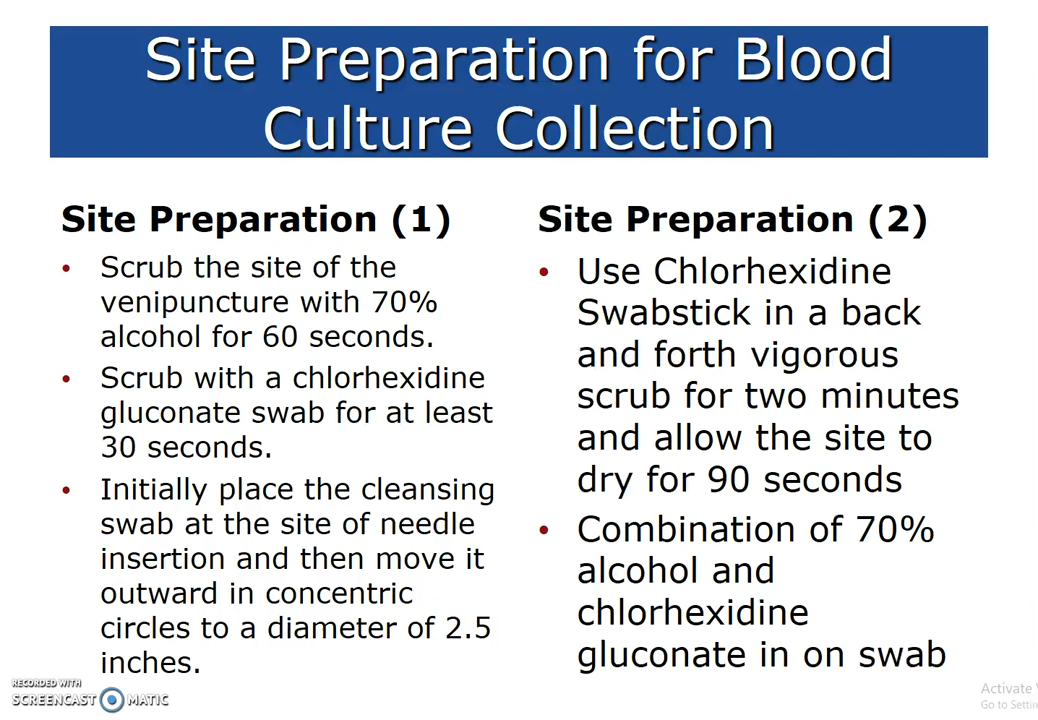 Site Preparation for Blood
Culture Collection
Site Preparation (1)
• Scrub the site of the
venipuncture with 70%
alcohol for 60 seconds.
• Scrub with a chlorhexidine
gluconate swab for at least
30 seconds.
• Initially place the cleansing
swab at the site of needle
insertion and then move it
outward in concentric
circles to a diameter of 2.5
inches.
Site Preparation (2)
• Use Chlorhexidine
Swabstick in a back
and forth vigorous
scrub for two minutes
and allow the site to
dry for 90 seconds
• Combination of 70%
alcohol and
chlorhexidine
gluconate in on swab
RECORDED WITH
SCREENCAST MATIC
Activate
Go to